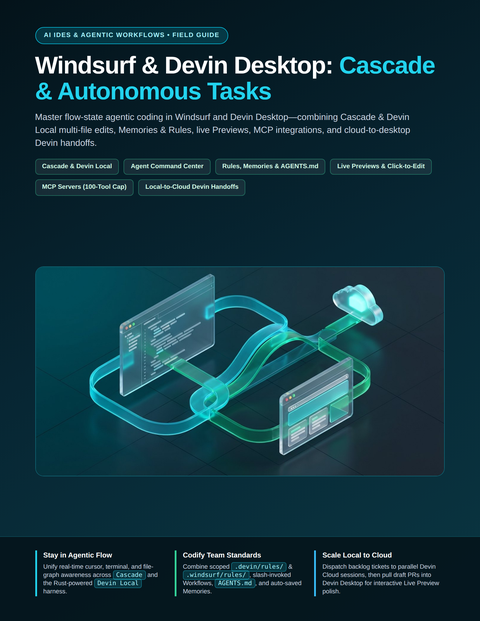 AI IDES & AGENTIC WORKFLOWS • FIELD GUIDE
Windsurf & Devin Desktop: Cascade
& Autonomous Tasks
Master flow-state agentic coding in Windsurf and Devin Desktop—combining Cascade & Devin
Local multi-file edits, Memories & Rules, live Previews, MCP integrations, and cloud-to-desktop
Devin handoffs.
Cascade & Devin Local
Agent Command Center
Rules, Memories & AGENTS.md
Live Previews & Click-to-Edit
MCP Servers (100-Tool Cap)
Local-to-Cloud Devin Handoffs
Stay in Agentic Flow
Unify real-time cursor, terminal, and file-
graph awareness across Cascade and
the Rust-powered Devin Local
harness.
Codify Team Standards
Combine scoped .devin/rules/ &
.windsurf/rules/, slash-invoked
Workflows, AGENTS.md, and auto-saved
Memories.
Scale Local to Cloud
Dispatch backlog tickets to parallel Devin
Cloud sessions, then pull draft PRs into
Devin Desktop for interactive Live Preview
polish.